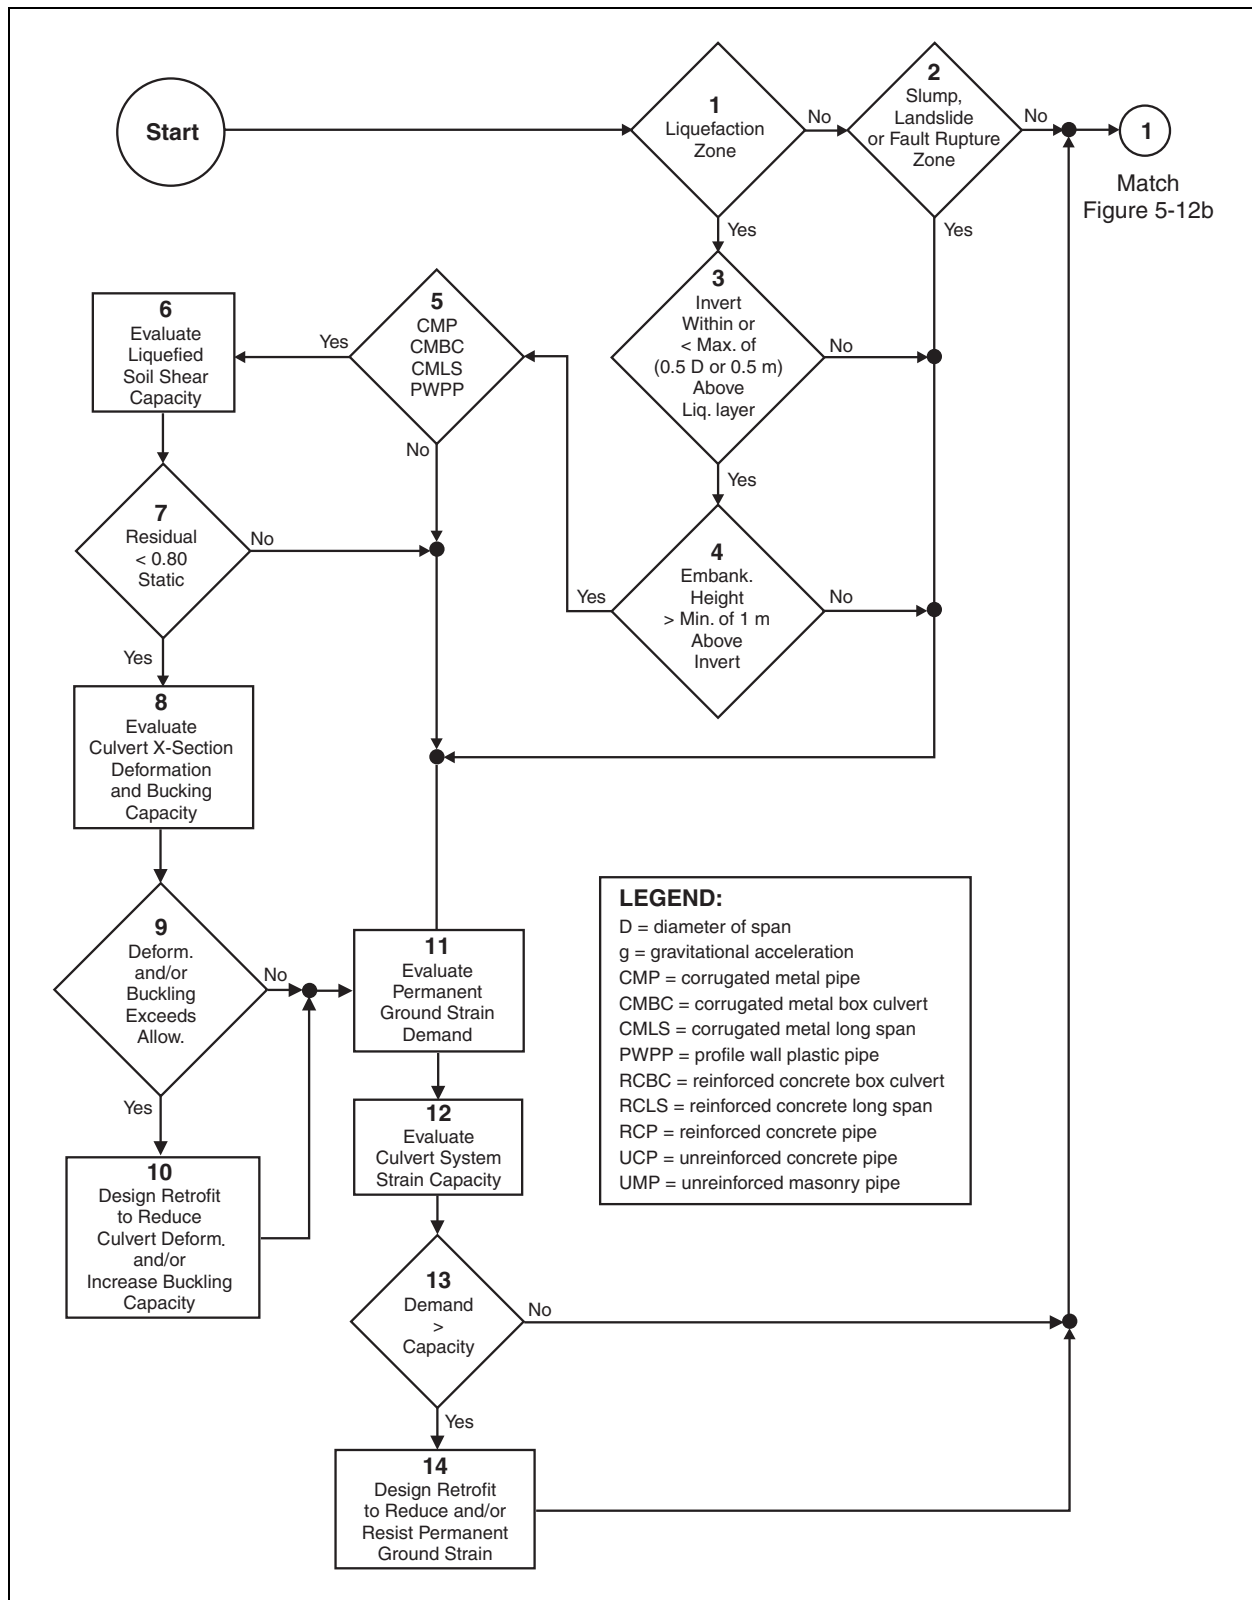 Start
1
Liquefaction
Zone
No
Yes
2
Slump,
Landslide
or Fault Rupture
Zone
No
Yes
1
Match
Figure 5-12b
3
Invert
Within or
< Max. of
(0.5 D or 0.5 m)
Above
Liq. layer
No
Yes
4
Embank.
Height
> Min. of 1 m
Above
Invert
Yes
No
5
CMP
CMBC
CMLS
PWPP
Yes
No
6
Evaluate
Liquefied
Soil Shear
Capacity
7
Residual
< 0.80
Static
No
Yes
8
Evaluate
Culvert X-Section
Deformation
and Bucking
Capacity
9
Deform.
and/or
Buckling
Exceeds
Allow.
No
Yes
10
Design Retrofit
to Reduce
Culvert Deform.
and/or
Increase Buckling
Capacity
11
Evaluate
Permanent
Ground Strain
Demand
12
Evaluate
Culvert System
Strain Capacity
13
Demand
>
Capacity
No
Yes
14
Design Retrofit
to Reduce and/or
Resist Permanent
Ground Strain
LEGEND:
D = diameter of span
g = gravitational acceleration
CMP = corrugated metal pipe
CMBC = corrugated metal box culvert
CMLS = corrugated metal long span
PWPP = profile wall plastic pipe
RCBC = reinforced concrete box culvert
RCLS = reinforced concrete long span
RCP = reinforced concrete pipe
UCP = unreinforced concrete pipe
UMP = unreinforced masonry pipe